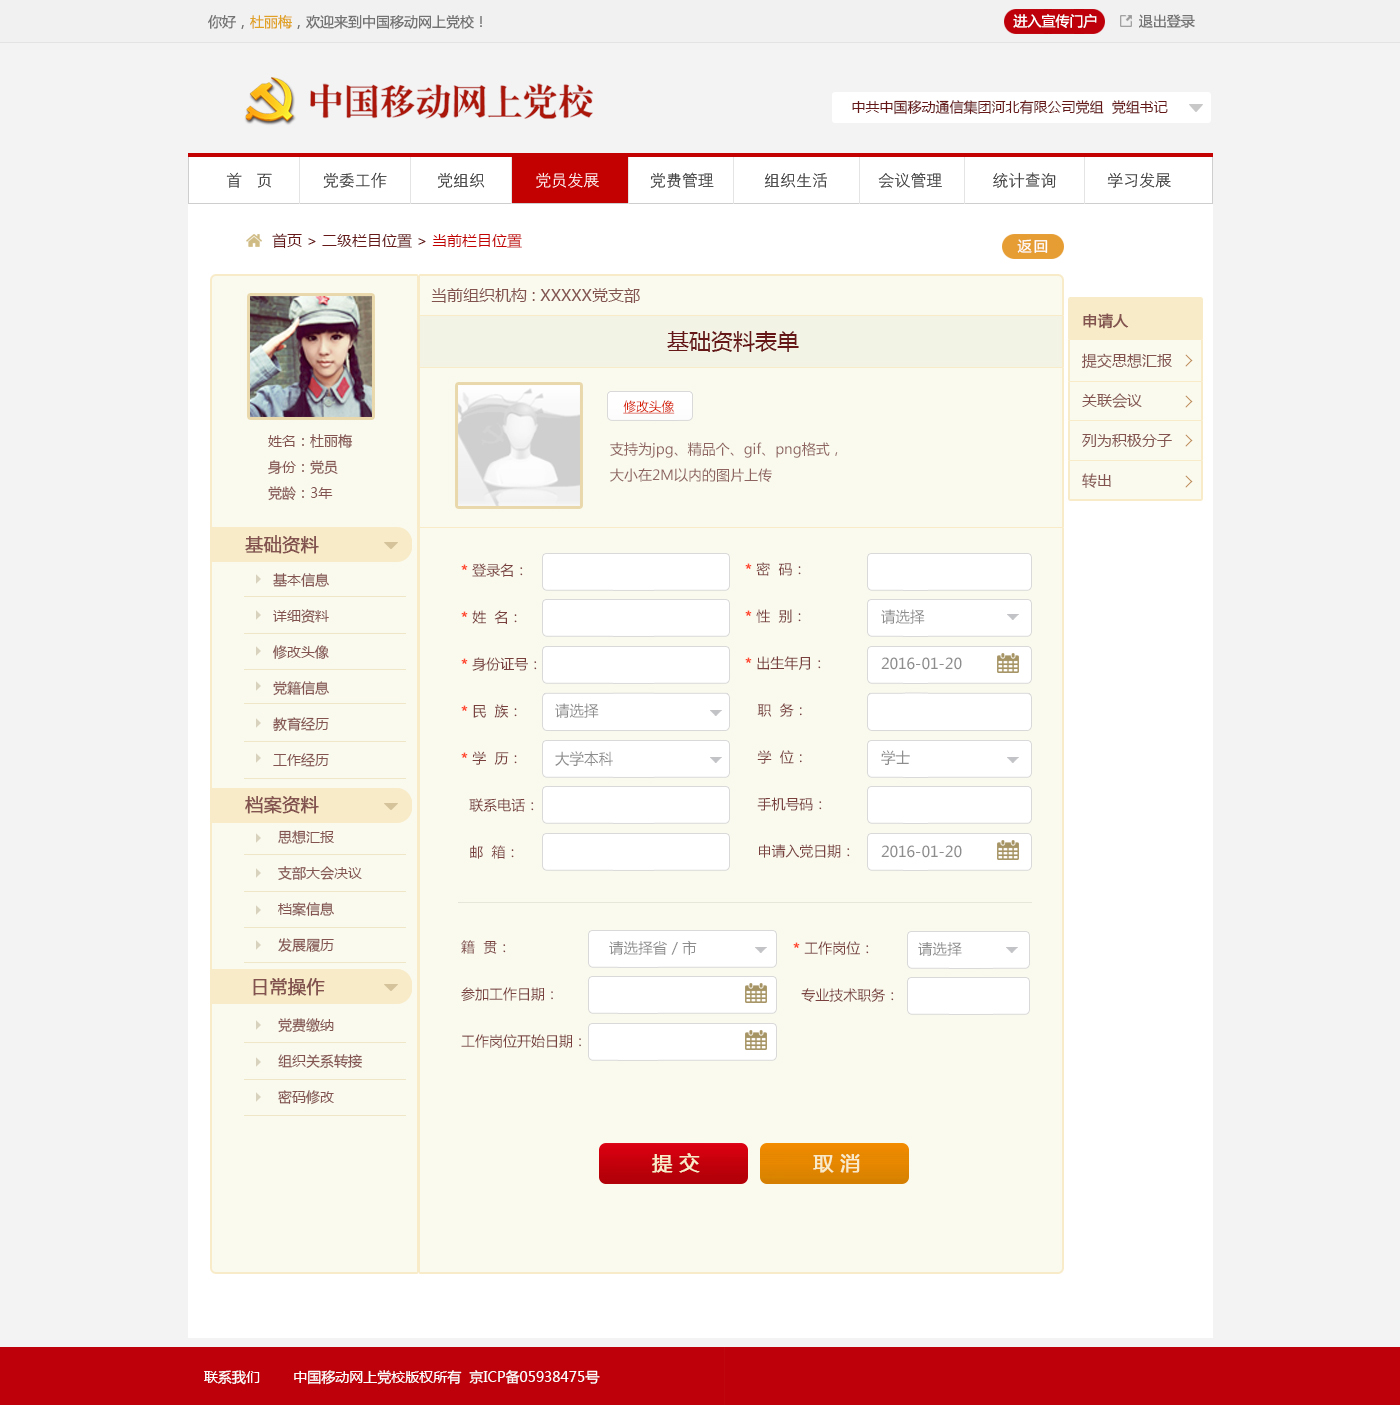 你好，杜丽梅，欢迎来到中国移动网上党校！
进入宣传门户 退出登录
中国移动网上党校
中共中国移动通信集团河北有限公司党组 党组书记
首 页 党委工作 党组织 党员发展 党费管理 组织生活 会议管理 统计查询 学习发展
首页 > 二级栏目位置 > 当前栏目位置
返回
姓名：杜丽梅
身份：党员
党龄：3年
基础资料
基本信息
详细资料
修改头像
党籍信息
教育经历
工作经历
档案资料
思想汇报
支部大会决议
档案信息
发展履历
日常操作
党费缴纳
组织关系转接
密码修改
当前组织机构：XXXXX党支部
基础资料表单
修改头像
支持为jpg、精品个、gif、png格式，
大小在2M以内的图片上传
* 登录名： * 密 码：
* 姓 名： * 性 别： 请选择
* 身份证号： * 出生年月： 2016-01-20
* 民 族： 请选择 职 务：
* 学 历： 大学本科 学 位： 学士
联系电话： 手机号码：
邮 箱： 申请入党日期： 2016-01-20
籍 贯： 请选择省 / 市 * 工作岗位： 请选择
参加工作日期： 专业技术职务：
工作岗位开始日期：
提 交 取 消
申请人
提交思想汇报
关联会议
列为积极分子
转出
联系我们 中国移动网上党校版权所有 京ICP备05938475号